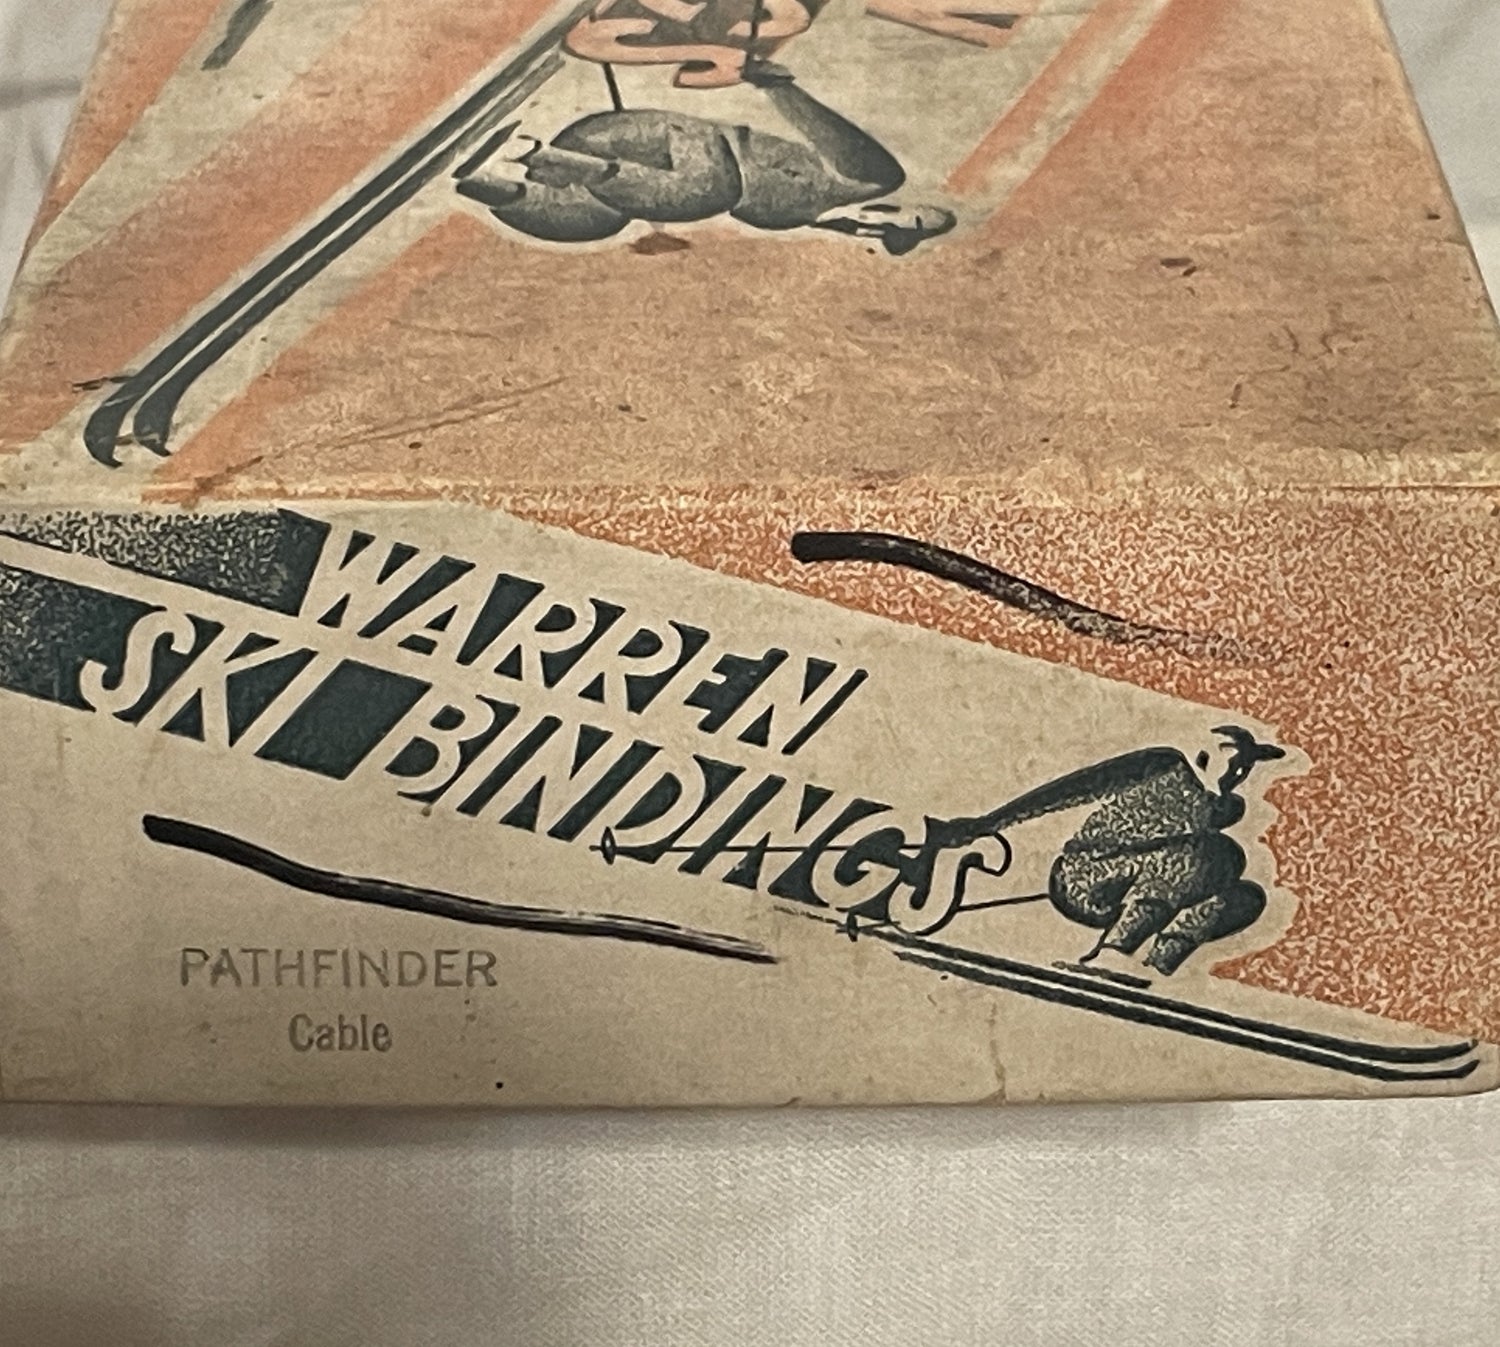 WARREN
SKI BINDINGS
PATHFINDER
Cable